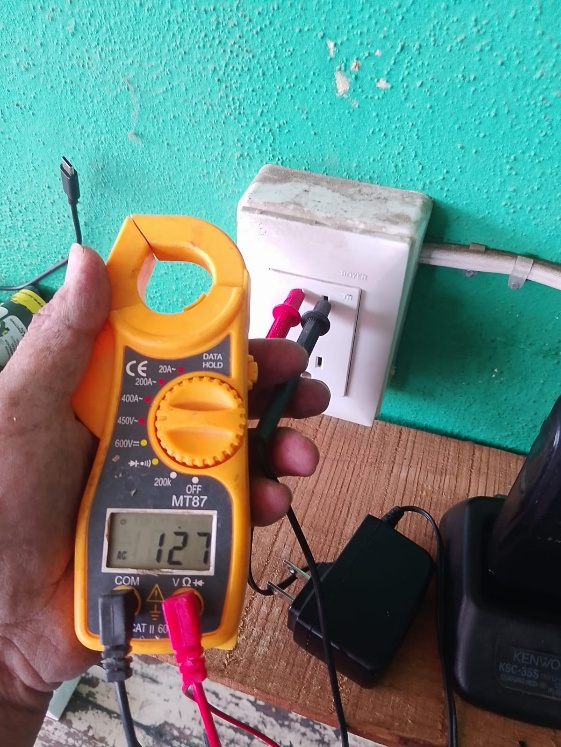 CE
DATA
HOLD
20A~
200A~
400A~
450V~
600V
200k
OFF
MT87
AC
127
COM
VΩ
CAT II 60
KENWO
KSC-35S